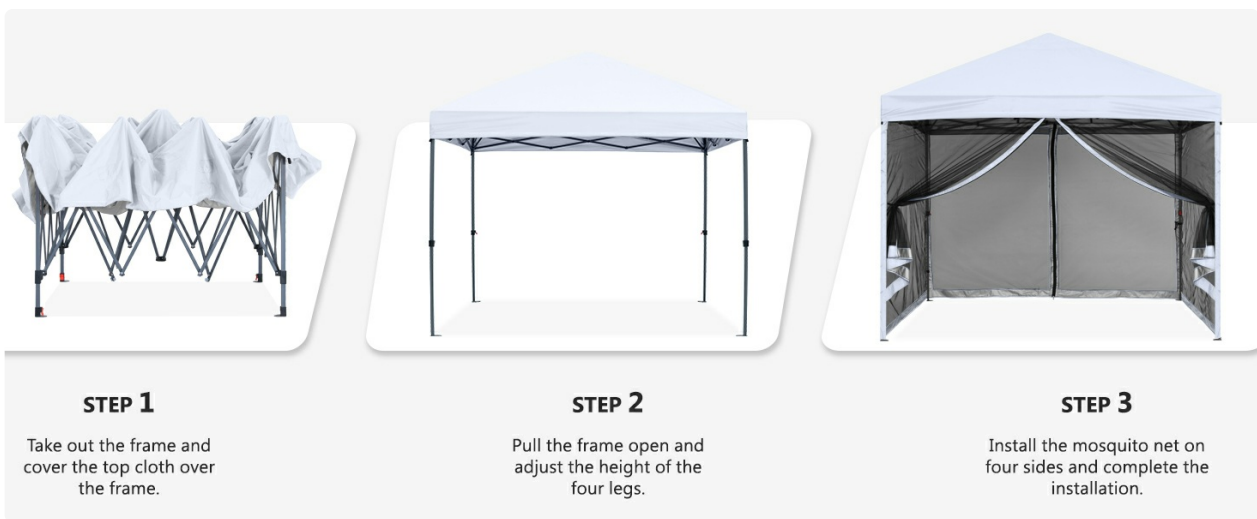 STEP 1
Take out the frame and
cover the top cloth over
the frame.
STEP 2
Pull the frame open and
adjust the height of the
four legs.
STEP 3
Install the mosquito net on
four sides and complete the
installation.